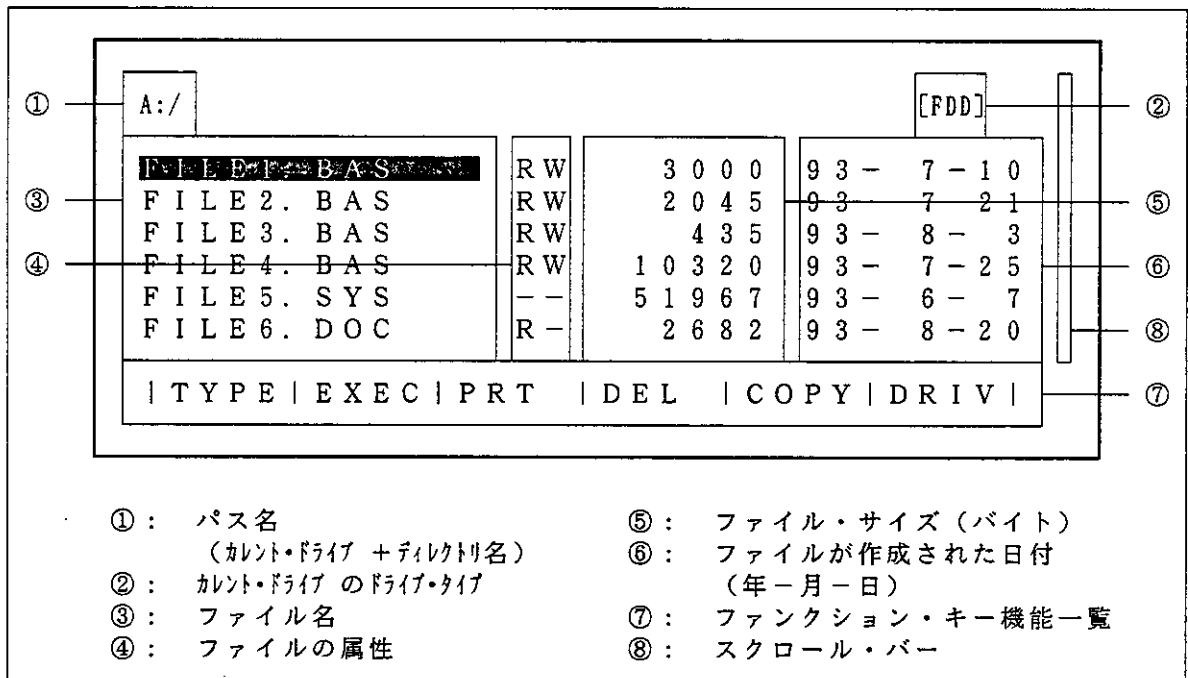 ① A:/ [FDD] ②
FILE1. BAS RW 3000 93- 7-10
③ FILE2. BAS RW 2045 93- 7-21 ⑤
FILE3. BAS RW 435 93- 8- 3
④ FILE4. BAS RW 10320 93- 7-25 ⑥
FILE5. SYS -- 51967 93- 6- 7
FILE6. DOC R- 2682 93- 8-20 ⑧
|TYPE|EXEC|PRT |DEL |COPY|DRIV| ⑦
①: パス名
(カレント・ドライブ +ディレクトリ名)
②: カレント・ドライブ のドライブ・タイプ
③: ファイル名
④: ファイルの属性
⑤: ファイル・サイズ(バイト)
⑥: ファイルが作成された日付
(年-月-日)
⑦: ファンクション・キー機能一覧
⑧: スクロール・バー